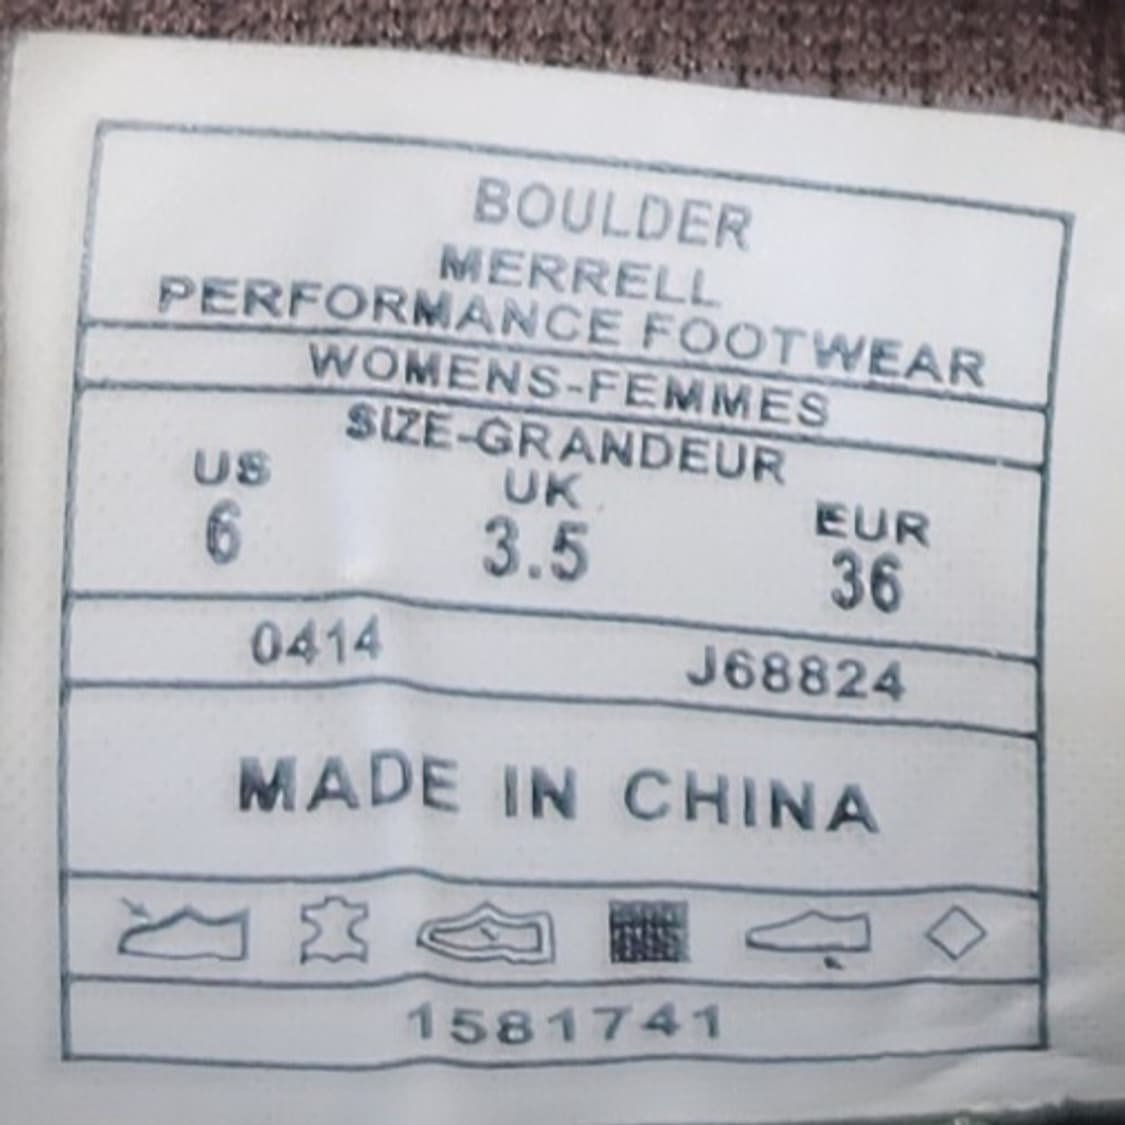 BOULDER
MERRELL
PERFORMANCE FOOTWEAR
WOMENS-FEMMES
SIZE-GRANDEUR
US UK EUR
6 3.5 36
0414 J68824
MADE IN CHINA
1581741